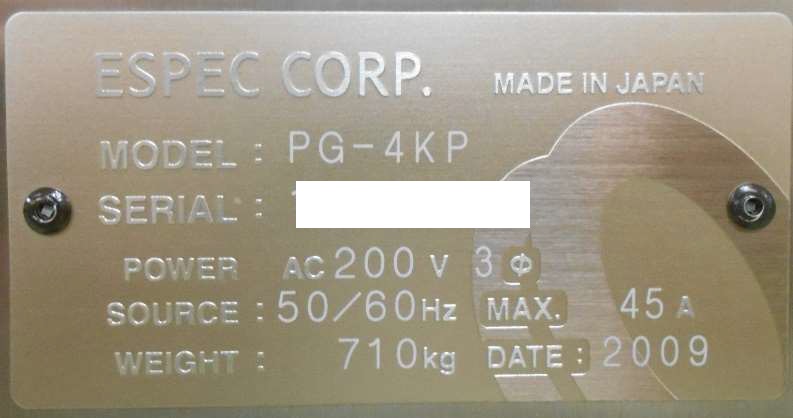 ESPEC CORP. MADE IN JAPAN
MODEL : PG-4KP
SERIAL :
POWER AC 200 V 3 Φ
SOURCE : 50/60Hz MAX. 45 A
WEIGHT : 710kg DATE : 2009